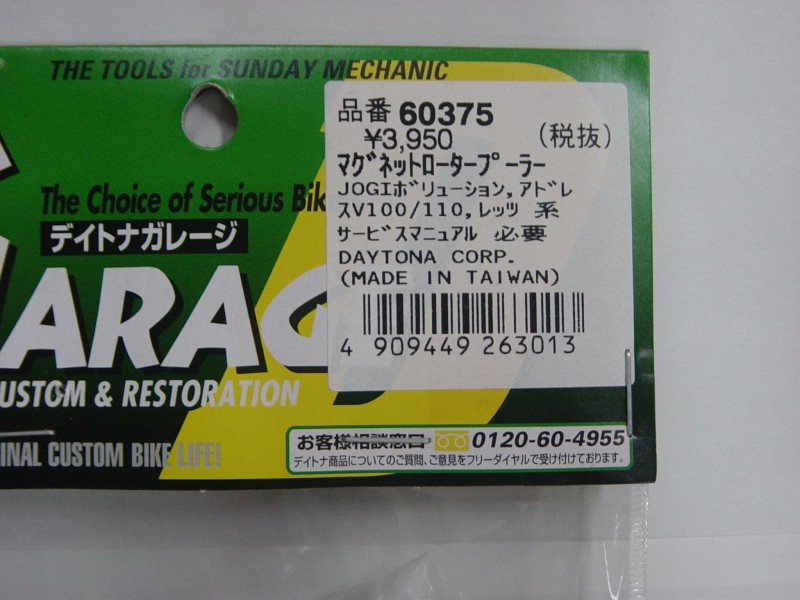 THE TOOLS for SUNDAY MECHANIC
The Choice of Serious
デイトナガレージ
ARAG
& RESTORATION
CUSTOM BIKE LIFE!
品番 60375
¥3,950 (税抜)
マグネットロータープーラー
JOGIボリューション,アドレ
スV100/110,レッツ 系
サービスマニュアル 必要
DAYTONA CORP.
(MADE IN TAIWAN)
4 909449 263013
お客様相談窓口 0120-60-4955
デイトナ商品についてのご質問、ご意見をフリーダイヤルで受け付けております。